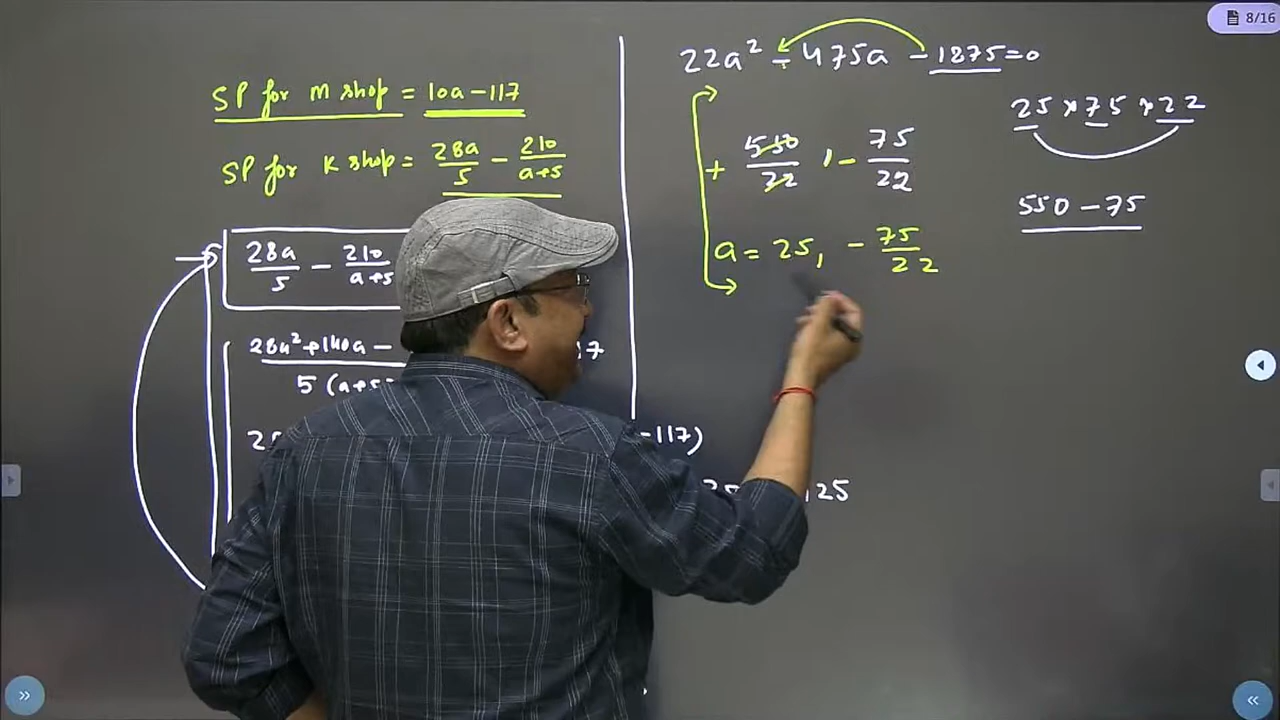 8/16
SP for M shop = 10a - 117
SP for K shop = 28a/5 - 210/a+5
28a/5 - 210/a+5
28a² + 140a -
5 (a+5
-117)
25
22a² - 475a - 1875 = 0
+ 550/22 , - 75/22
a = 25, - 75/22
25 × 75 × 22
550 - 75